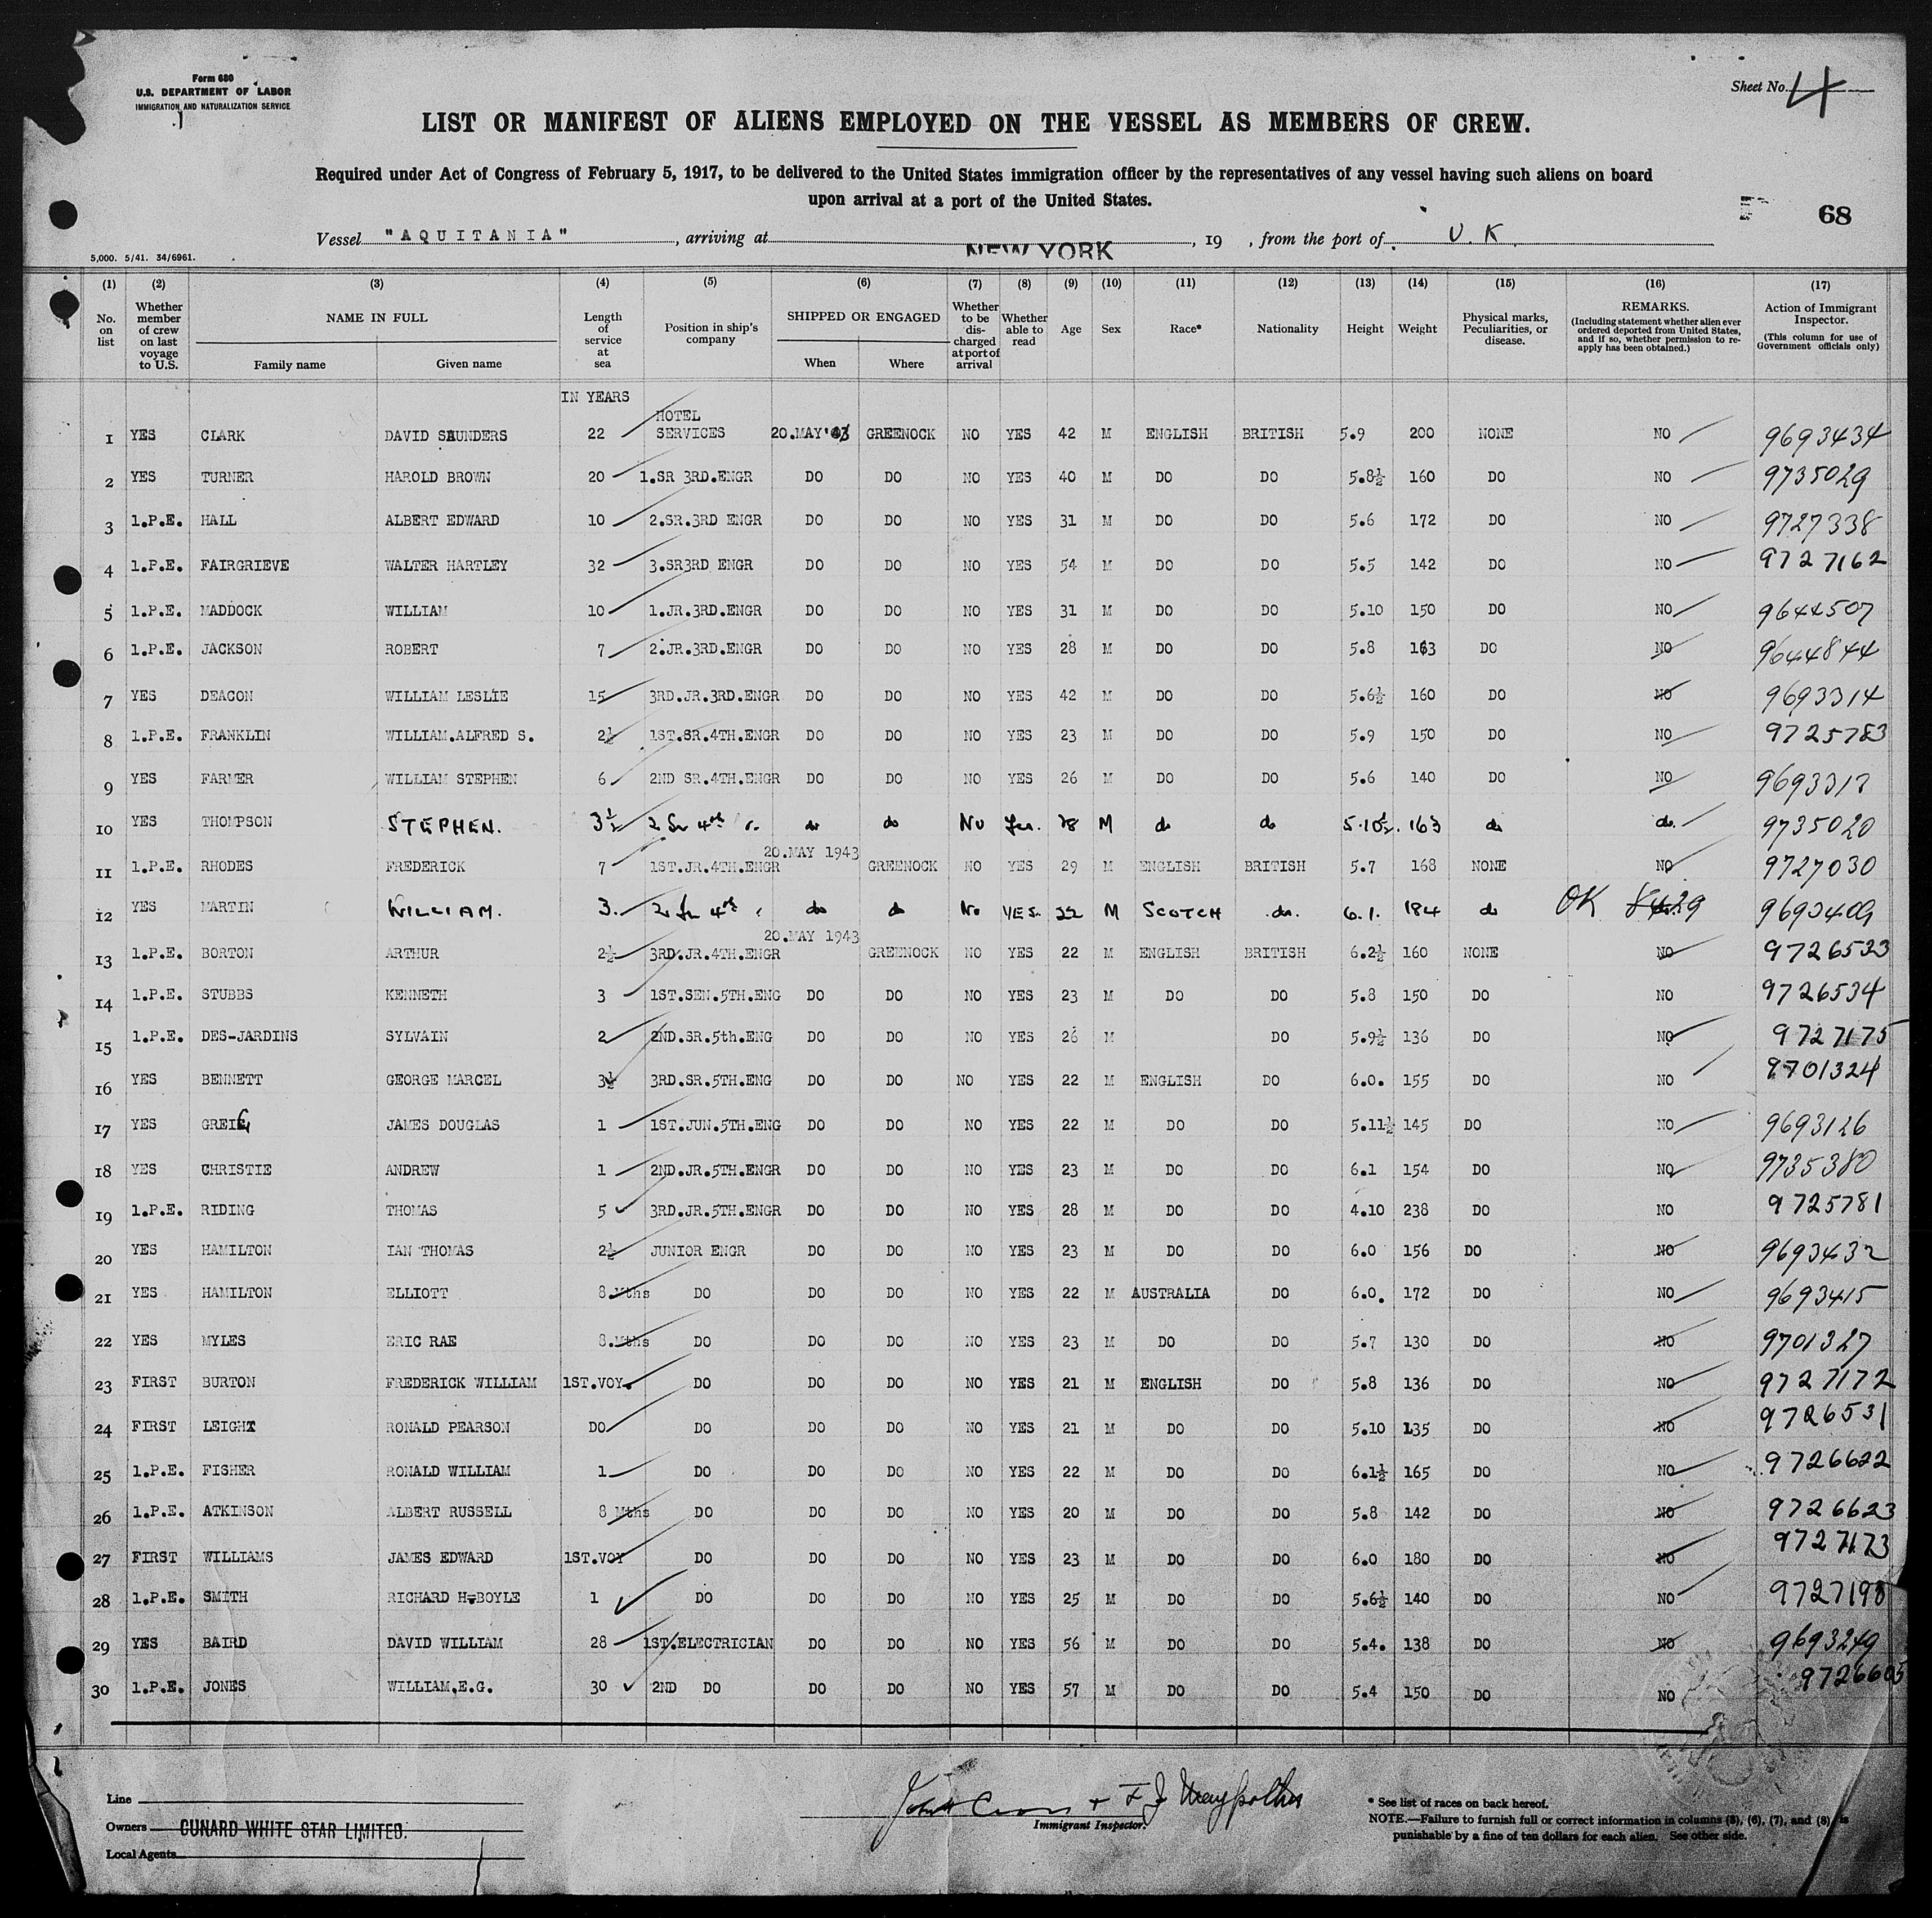 Form 680
U.S. DEPARTMENT OF LABOR
IMMIGRATION AND NATURALIZATION SERVICE
Sheet No. 4
LIST OR MANIFEST OF ALIENS EMPLOYED ON THE VESSEL AS MEMBERS OF CREW.
Required under Act of Congress of February 5, 1917, to be delivered to the United States immigration officer by the representatives of any vessel having such aliens on board
upon arrival at a port of the United States.
68
Vessel "AQUITANIA", arriving at NEW YORK, 19 , from the port of U.K
5,000. 5/41. 34/6961.
(1) (2) (3) (4) (5) (6) (7) (8) (9) (10) (11) (12) (13) (14) (15) (16) (17)
No. on list Whether member of crew on last voyage to U.S. NAME IN FULL Family name Given name Length of service at sea Position in ship's company SHIPPED OR ENGAGED When Where Whether to be discharged at port of arrival Whether able to read Age Sex Race* Nationality Height Weight Physical marks, Peculiarities, or disease. REMARKS. (Including statement whether alien ever ordered deported from United States, and if so, whether permission to re-apply has been obtained.) Action of Immigrant Inspector. (This column for use of Government officials only)
IN YEARS
1 YES CLARK DAVID SAUNDERS 22 HOTEL SERVICES 20.MAY'43 GREENOCK NO YES 42 M ENGLISH BRITISH 5.9 200 NONE NO 9693434
2 YES TURNER HAROLD BROWN 20 1.SR 3RD.ENGR DO DO NO YES 40 M DO DO 5.8½ 160 DO NO 9735029
3 1.P.E. HALL ALBERT EDWARD 10 2.SR.3RD ENGR DO DO NO YES 31 M DO DO 5.6 172 DO NO 9727338
4 1.P.E. FAIRGRIEVE WALTER HARTLEY 32 3.SR3RD ENGR DO DO NO YES 54 M DO DO 5.5 142 DO NO 9727162
5 1.P.E. MADDOCK WILLIAM 10 1.JR.3RD.ENGR DO DO NO YES 31 M DO DO 5.10 150 DO NO 9644507
6 1.P.E. JACKSON ROBERT 7 2.JR.3RD.ENGR DO DO NO YES 28 M DO DO 5.8 163 DO NO 9644844
7 YES DEACON WILLIAM LESLIE 15 3RD.JR.3RD.ENGR DO DO NO YES 42 M DO DO 5.6½ 160 DO NO 9693314
8 1.P.E. FRANKLIN WILLIAM.ALFRED S. 2½ 1ST.SR.4TH.ENGR DO DO NO YES 23 M DO DO 5.9 150 DO NO 9725783
9 YES FARMER WILLIAM STEPHEN 6 2ND SR.4TH.ENGR DO DO NO YES 26 M DO DO 5.6 140 DO NO
10 YES THOMPSON STEPHEN. 3½ 2 Sr 4th do do No Yes. 28 M do do 5.10½. 163 do do. 9735020
11 1.P.E. RHODES FREDERICK 7 1ST.JR.4TH.ENGR 20.MAY 1943 GREENOCK NO YES 29 M ENGLISH BRITISH 5.7 168 NONE NO 9727030
12 YES MARTIN WILLIAM. 3. 2 Jr 4th do do No YES. 22 M SCOTCH do. 6.1. 184 do OK 9693409
13 1.P.E. BORTON ARTHUR 2½ 3RD.JR.4TH.ENGR 20.MAY 1943 GREENOCK NO YES 22 M ENGLISH BRITISH 6.2½ 160 NONE NO 9726523
14 1.P.E. STUBBS KENNETH 3 1ST.SEN.5TH.ENG DO DO NO YES 23 M DO DO 5.8 150 DO NO 9726534
15 1.P.E. DES-JARDINS SYLVAIN 2 2ND.SR.5th.ENG DO DO NO YES 26 M DO 5.9½ 136 DO NO 9727175
16 YES BENNETT GEORGE MARCEL 3½ 3RD.SR.5TH.ENG DO DO NO YES 22 M ENGLISH DO 6.0. 155 DO NO 9701324
17 YES GREIG JAMES DOUGLAS 1 1ST.JUN.5TH.ENG DO DO NO YES 22 M DO DO 5.11½ 145 DO NO 9693126
18 YES CHRISTIE ANDREW 1 2ND.JR.5TH.ENGR DO DO NO YES 23 M DO DO 6.1 154 DO NO 9735380
19 1.P.E. RIDING THOMAS 5 3RD.JR.5TH.ENGR DO DO NO YES 28 M DO DO 4.10 238 DO NO 9725781
20 YES HAMILTON IAN THOMAS 2½ JUNIOR ENGR DO DO NO YES 23 M DO DO 6.0 156 DO NO 9693432
21 YES HAMILTON ELLIOTT 8.Mths DO DO DO NO YES 22 M AUSTRALIA DO 6.0. 172 DO NO 9693415
22 YES MYLES ERIC RAE 8.Mths DO DO DO NO YES 23 M DO DO 5.7 130 DO NO 9701327
23 FIRST BURTON FREDERICK WILLIAM 1ST.VOY. DO DO DO NO YES 21 M ENGLISH DO 5.8 136 DO NO 9727172
24 FIRST LEIGHT RONALD PEARSON DO DO DO DO NO YES 21 M DO DO 5.10 135 DO NO 9726531
25 1.P.E. FISHER RONALD WILLIAM 1 DO DO DO NO YES 22 M DO DO 6.1½ 165 DO NO 9726622
26 1.P.E. ATKINSON ALBERT RUSSELL 8 Mths DO DO DO NO YES 20 M DO DO 5.8 142 DO NO 9726623
27 FIRST WILLIAMS JAMES EDWARD 1ST.VOY DO DO DO NO YES 23 M DO DO 6.0 180 DO NO 9727173
28 1.P.E. SMITH RICHARD H-BOYLE 1 DO DO DO NO YES 25 M DO DO 5.6½ 140 DO NO 9727198
29 YES BAIRD DAVID WILLIAM 28 1ST.ELECTRICIAN DO DO NO YES 56 M DO DO 5.4. 138 DO NO 9693249
30 1.P.E. JONES WILLIAM.E.G. 30 2ND DO DO DO NO YES 57 M DO DO 5.4 150 DO NO 9726605
Line
Owners CUNARD WHITE STAR LIMITED.
Local Agents
Immigrant Inspector.
* See list of races on back hereof.
NOTE.—Failure to furnish full or correct information in columns (3), (6), (7), and (8) is
punishable by a fine of ten dollars for each alien. See other side.